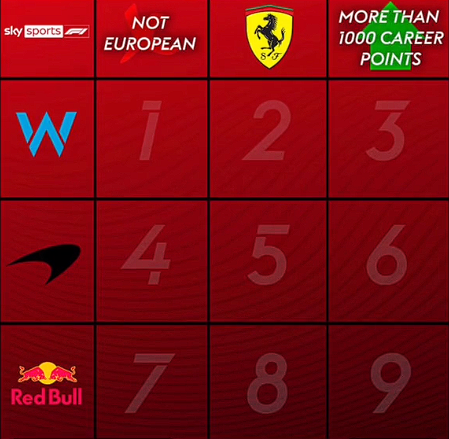 sky sports F1
NOT
EUROPEAN
S F
MORE THAN
1000 CAREER
POINTS
W
1
2
3
4
5
6
Red Bull
7
8
9